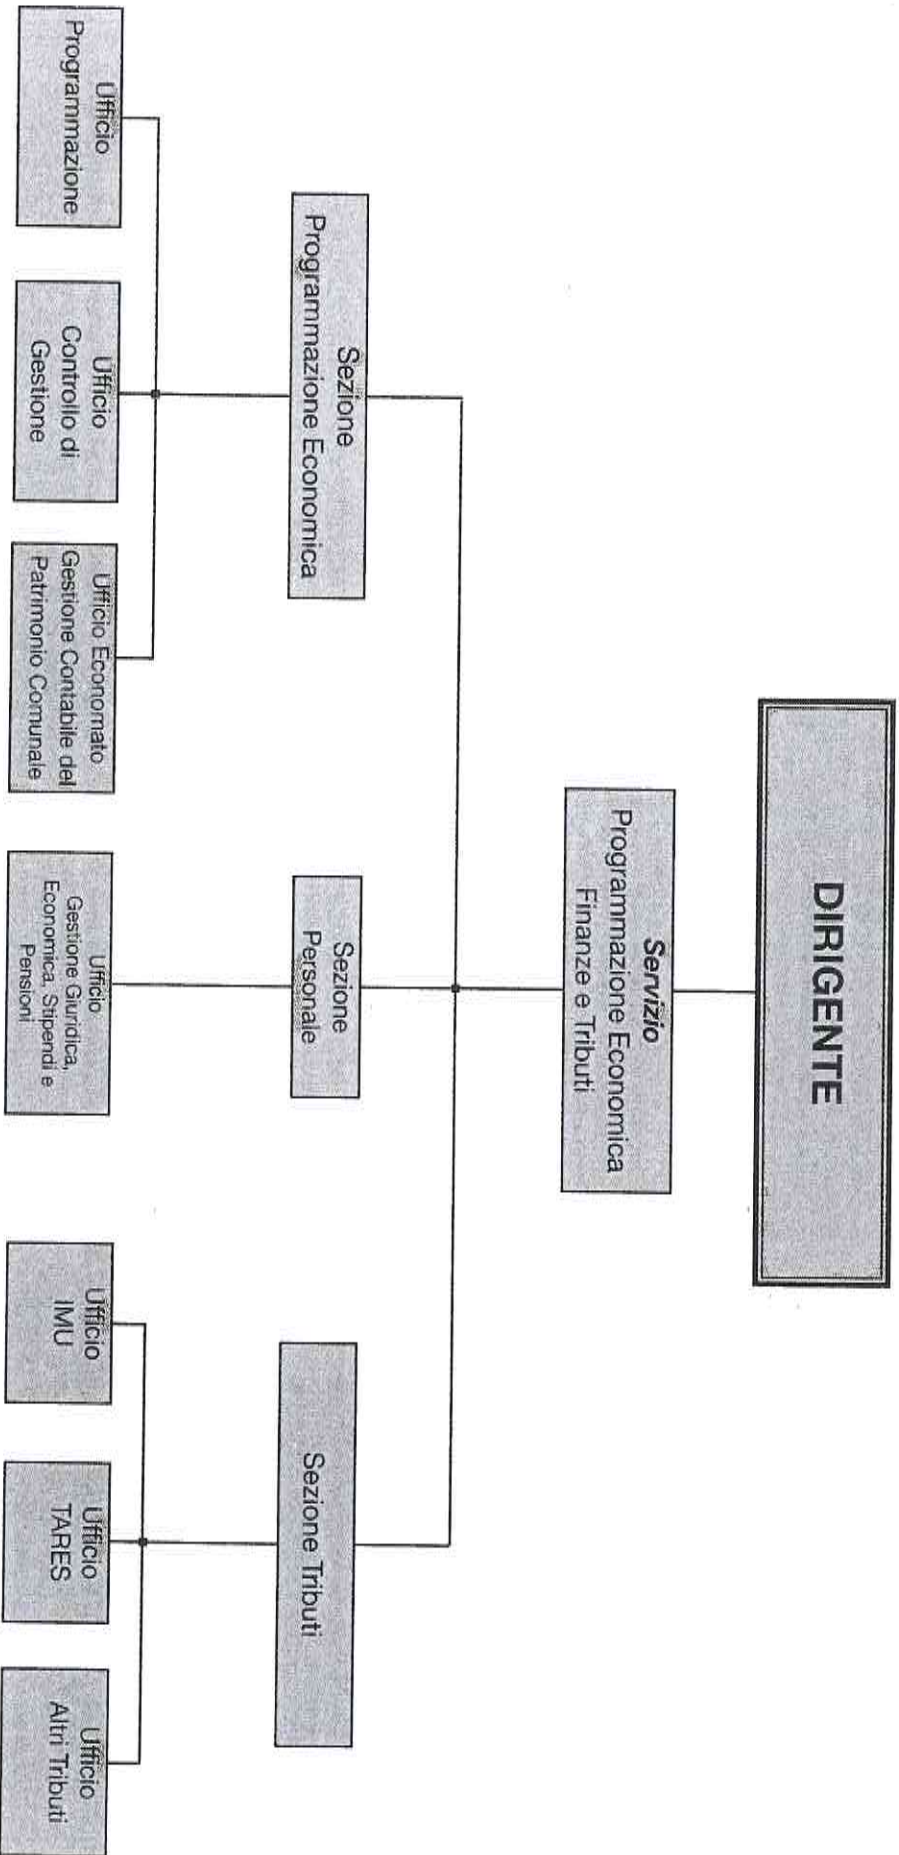 DIRIGENTE
Servizio
Programmazione Economica
Finanze e Tributi
Sezione
Programmazione Economica
Sezione
Personale
Sezione Tributi
Ufficio
Programmazione
Ufficio
Controllo di
Gestione
Ufficio Economato
Gestione Contabile del
Patrimonio Comunale
Ufficio
Gestione Giuridica,
Economica, Stipendi e
Pensioni
Ufficio
IMU
Ufficio
TARES
Ufficio
Altri Tributi